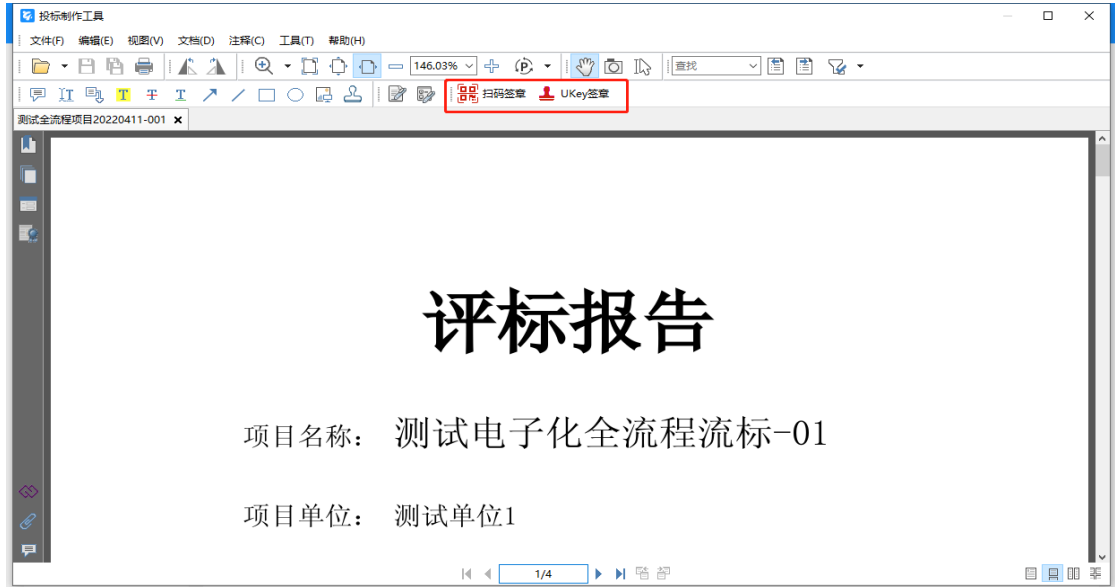 投标制作工具
文件(F) 编辑(E) 视图(V) 文档(D) 注释(C) 工具(T) 帮助(H)
146.03% 查找
T T T 扫码签章 UKey签章
测试全流程项目20220411-001
评标报告
项目名称： 测试电子化全流程流标-01
项目单位： 测试单位1
1/4